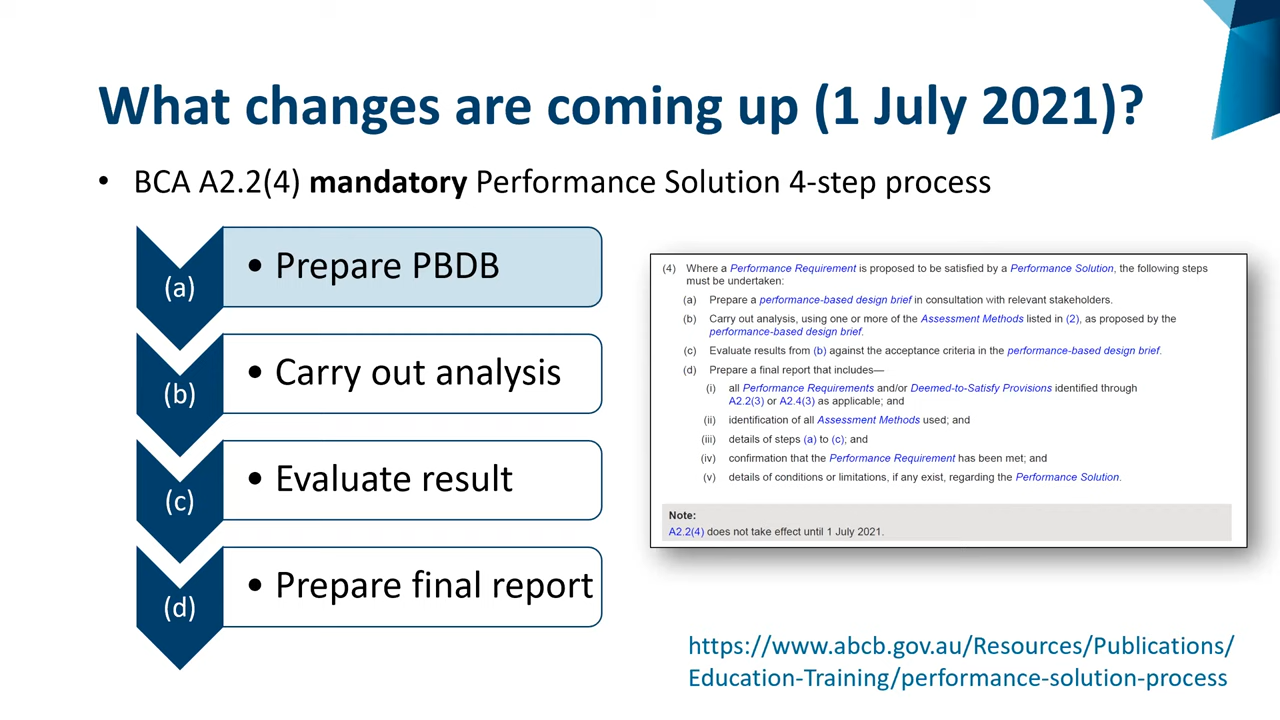 What changes are coming up (1 July 2021)?
• BCA A2.2(4) mandatory Performance Solution 4-step process
(a)
• Prepare PBDB
(b)
• Carry out analysis
(c)
• Evaluate result
(d)
• Prepare final report
(4) Where a Performance Requirement is proposed to be satisfied by a Performance Solution, the following steps
must be undertaken:
(a) Prepare a performance-based design brief in consultation with relevant stakeholders.
(b) Carry out analysis, using one or more of the Assessment Methods listed in (2), as proposed by the
performance-based design brief.
(c) Evaluate results from (b) against the acceptance criteria in the performance-based design brief.
(d) Prepare a final report that includes—
(i) all Performance Requirements and/or Deemed-to-Satisfy Provisions identified through
A2.2(3) or A2.4(3) as applicable; and
(ii) identification of all Assessment Methods used; and
(iii) details of steps (a) to (c); and
(iv) confirmation that the Performance Requirement has been met; and
(v) details of conditions or limitations, if any exist, regarding the Performance Solution.
Note:
A2.2(4) does not take effect until 1 July 2021.
https://www.abcb.gov.au/Resources/Publications/
Education-Training/performance-solution-process